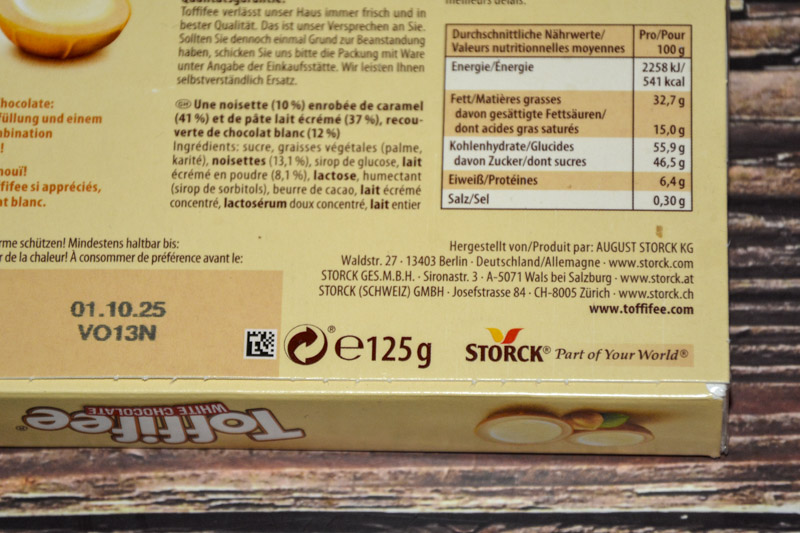 Toffifee verlässt unser Haus immer frisch und in
bester Qualität. Das ist unser Versprechen an Sie.
Sollten Sie dennoch einmal Grund zur Beanstandung
haben, schicken Sie uns bitte die Packung mit Ware
unter Angabe der Einkaufsstätte. Wir leisten Ihnen
selbstverständlich Ersatz.
Une noisette (10 %) enrobée de caramel
(41 %) et de pâte lait écrémé (37 %), recou-
verte de chocolat blanc (12 %)
Ingrédients: sucre, graisses végétales (palme,
karité), noisettes (13,1 %), sirop de glucose, lait
écrémé en poudre (8,1 %), lactose, humectant
(sirop de sorbitols), beurre de cacao, lait écrémé
concentré, lactosérum doux concentré, lait entier
hocolate:
füllung und einem
bination
!
nouï!
fifee si appréciés,
at blanc.
Durchschnittliche Nährwerte/ Pro/Pour
Valeurs nutritionnelles moyennes 100 g
Energie/Énergie 2258 kJ/
541 kcal
Fett/Matières grasses 32,7 g
davon gesättigte Fettsäuren/
dont acides gras saturés 15,0 g
Kohlenhydrate/Glucides 55,9 g
davon Zucker/dont sucres 46,5 g
Eiweiß/Protéines 6,4 g
Salz/Sel 0,30 g
rme schützen! Mindestens haltbar bis:
r de la chaleur! À consommer de préférence avant le:
01.10.25
VO13N
Hergestellt von/Produit par: AUGUST STORCK KG
Waldstr. 27 · 13403 Berlin · Deutschland/Allemagne · www.storck.com
STORCK GES.M.B.H. · Sironastr. 3 · A-5071 Wals bei Salzburg · www.storck.at
STORCK (SCHWEIZ) GMBH · Josefstrasse 84 · CH-8005 Zürich · www.storck.ch
www.toffifee.com
® ℮125 g
STORCK® Part of Your World®
Toffifee®
WHITE CHOCOLATE